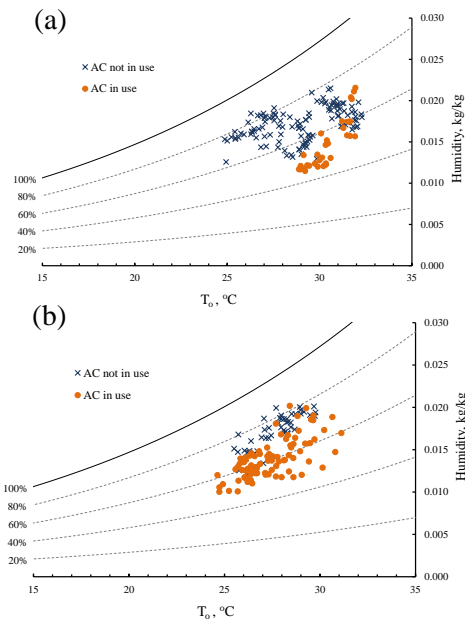 (a)
AC not in use
AC in use
100%
80%
60%
40%
20%
0.030
0.025
0.020
0.015
0.010
0.005
0.000
Humidity, kg/kg
15 20 25 30 35
To , oC
(b)
AC not in use
AC in use
100%
80%
60%
40%
20%
0.030
0.025
0.020
0.015
0.010
0.005
0.000
Humidity, kg/kg
15 20 25 30 35
To , oC